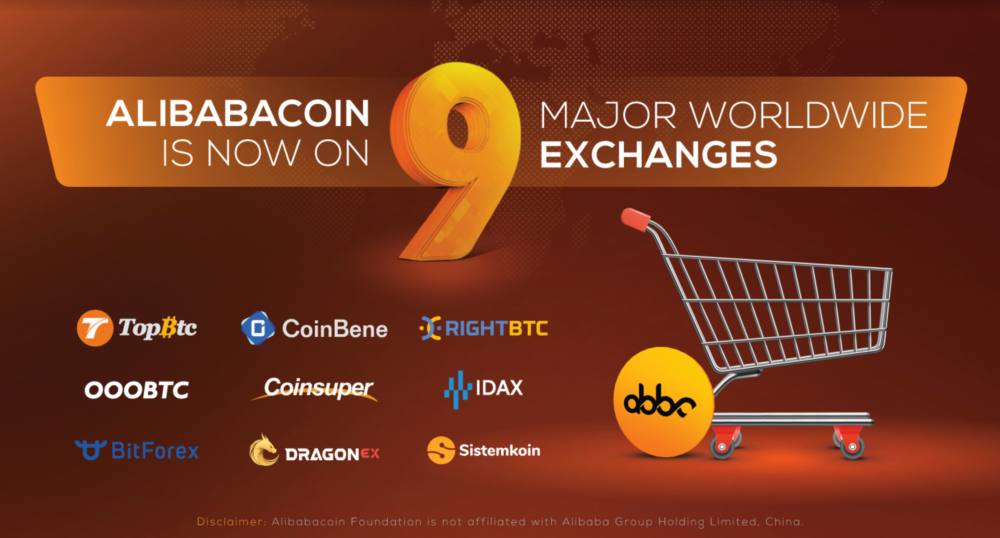 ALIBABACOIN
IS NOW ON
9
MAJOR WORLDWIDE
EXCHANGES
TopBtc
CoinBene
RIGHTBTC
OOOBTC
Coinsuper
IDAX
BitForex
DRAGONEX
Sistemkoin
abbc
Disclaimer: Alibabacoin Foundation is not affiliated with Alibaba Group Holding Limited, China.